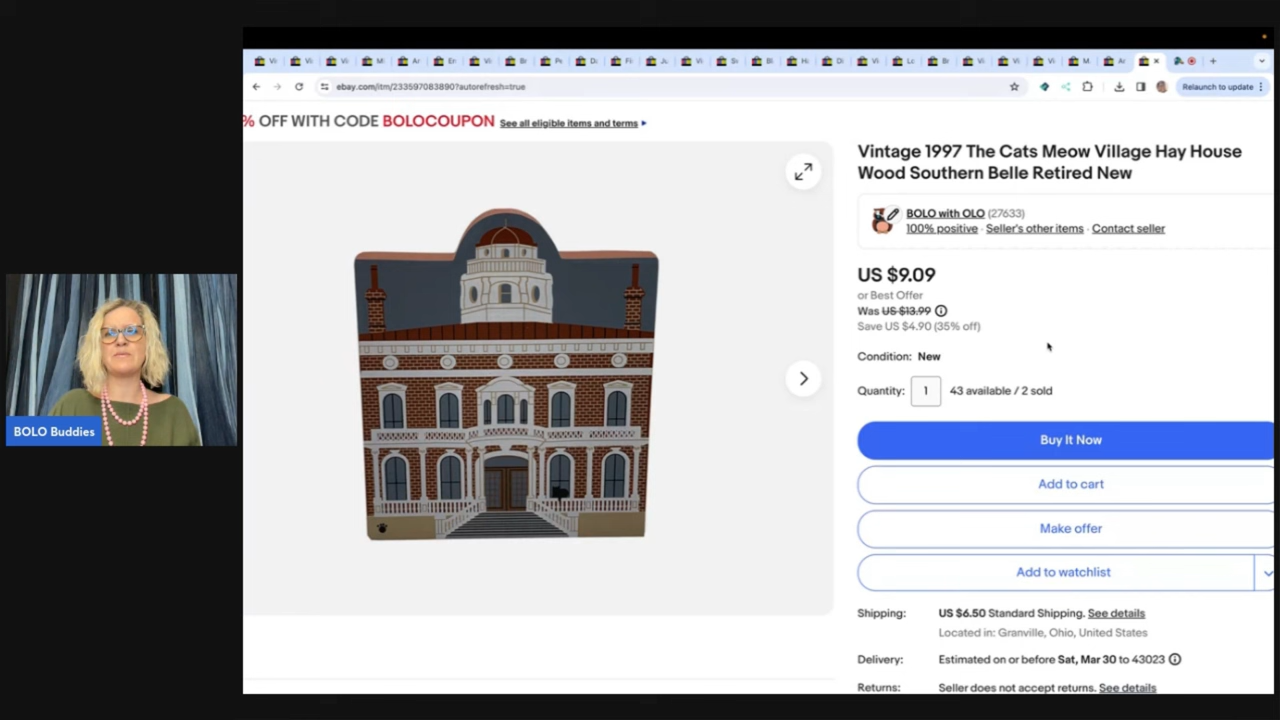 ebay.com/itm/233597083890?autorefresh=true
Relaunch to update
% OFF WITH CODE BOLOCOUPON See all eligible items and terms
Vintage 1997 The Cats Meow Village Hay House
Wood Southern Belle Retired New
BOLO with OLO (27633)
100% positive · Seller's other items · Contact seller
US $9.09
or Best Offer
Was US $13.99
Save US $4.90 (35% off)
Condition: New
Quantity: 1 43 available / 2 sold
BOLO Buddies
Buy It Now
Add to cart
Make offer
Add to watchlist
Shipping: US $6.50 Standard Shipping. See details
Located in: Granville, Ohio, United States
Delivery: Estimated on or before Sat, Mar 30 to 43023
Returns: Seller does not accept returns. See details